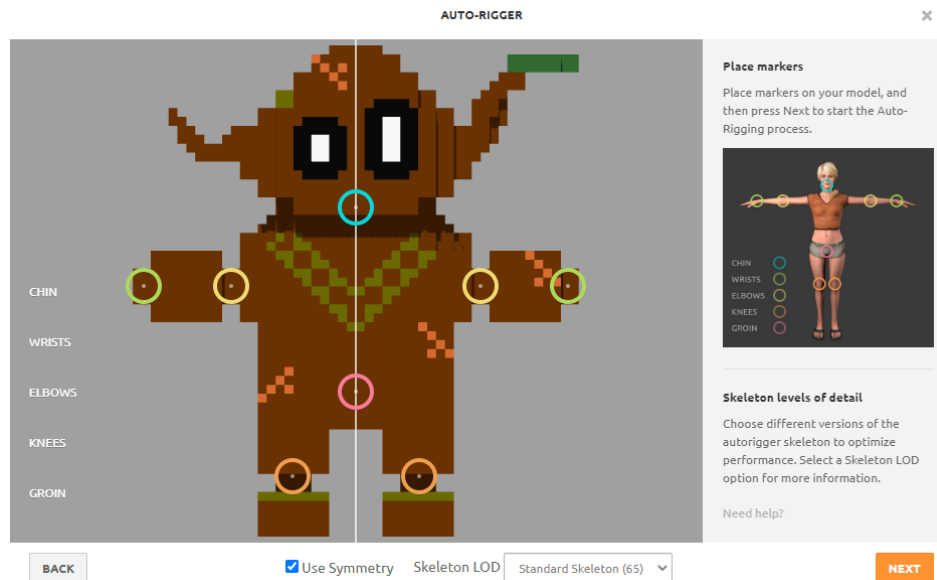 AUTO-RIGGER
×
CHIN
WRISTS
ELBOWS
KNEES
GROIN
Place markers
Place markers on your model, and
then press Next to start the Auto-
Rigging process.
CHIN
WRISTS
ELBOWS
KNEES
GROIN
Skeleton levels of detail
Choose different versions of the
autorigger skeleton to optimize
performance. Select a Skeleton LOD
option for more information.
Need help?
BACK
Use Symmetry
Skeleton LOD
Standard Skeleton (65)
NEXT